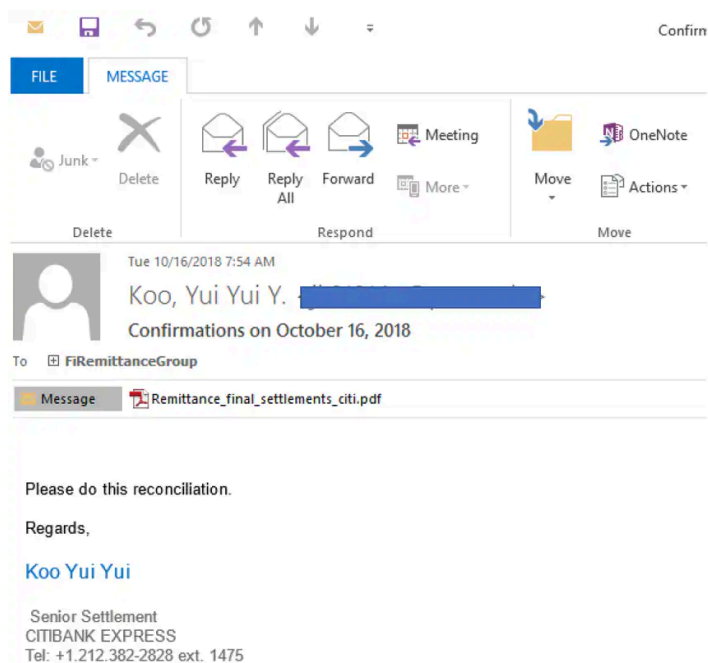 Confirm
FILE MESSAGE
Junk
Delete
Reply
Reply All
Forward
Meeting
More
Move
OneNote
Actions
Delete
Respond
Move
Tue 10/16/2018 7:54 AM
Koo, Yui Yui Y.
Confirmations on October 16, 2018
To FiRemittanceGroup
Message Remittance_final_settlements_citi.pdf
Please do this reconciliation.
Regards,
Koo Yui Yui
Senior Settlement
CITIBANK EXPRESS
Tel: +1.212.382-2828 ext. 1475